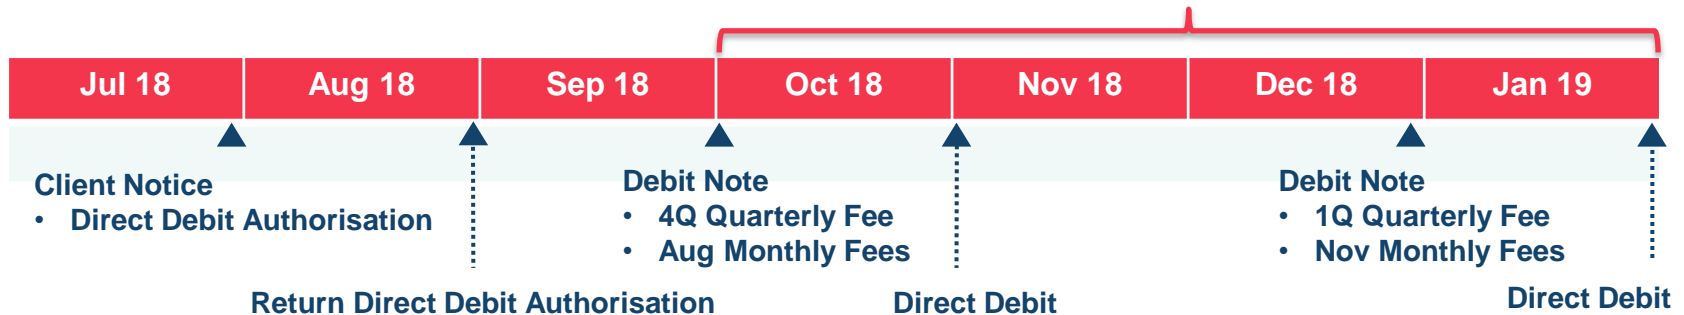 Jul 18
Aug 18
Sep 18
Oct 18
Nov 18
Dec 18
Jan 19
Client Notice
• Direct Debit Authorisation
Return Direct Debit Authorisation
Debit Note
• 4Q Quarterly Fee
• Aug Monthly Fees
Direct Debit
Debit Note
• 1Q Quarterly Fee
• Nov Monthly Fees
Direct Debit